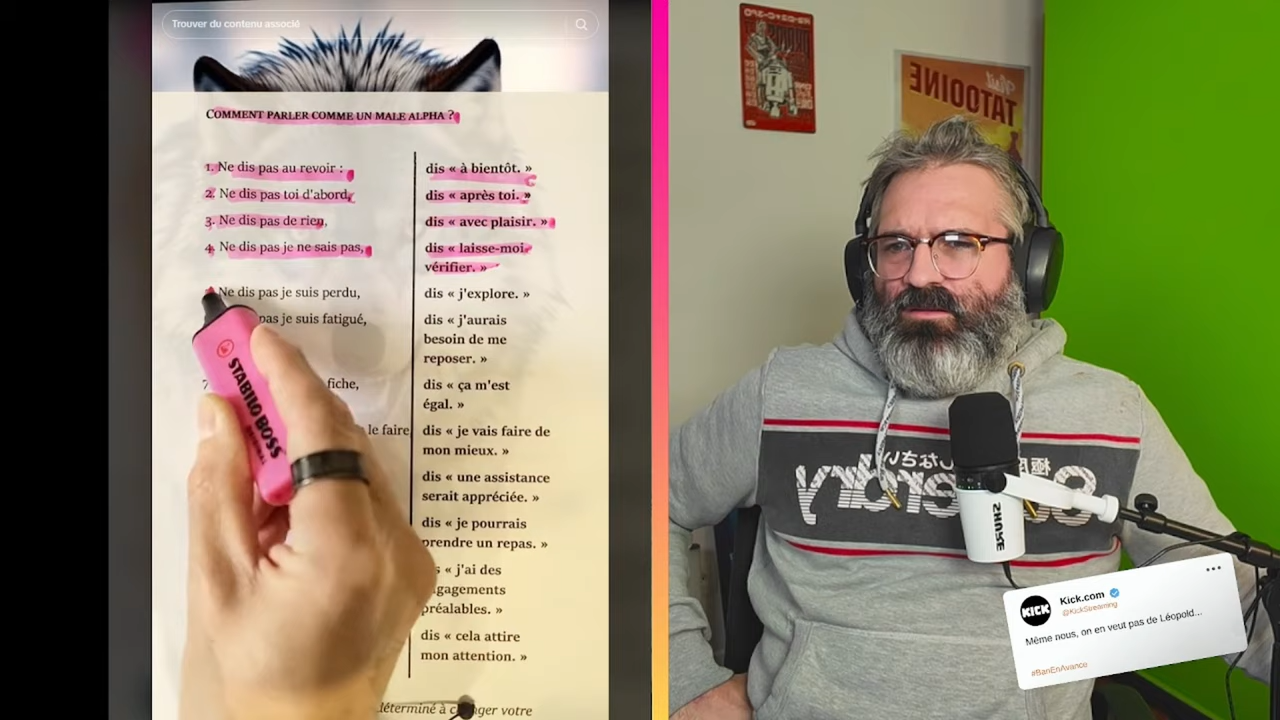 Trouver du contenu associé
COMMENT PARLER COMME UN MALE ALPHA ?
1. Ne dis pas au revoir :
dis « à bientôt. »
2. Ne dis pas toi d'abord,
dis « après toi. »
3. Ne dis pas de rien,
dis « avec plaisir. »
4. Ne dis pas je ne sais pas,
dis « laisse-moi
vérifier. »
Ne dis pas je suis perdu,
dis « j'explore. »
pas je suis fatigué,
dis « j'aurais
besoin de me
reposer. »
7
fiche,
dis « ça m'est
égal. »
le faire,
dis « je vais faire de
mon mieux. »
dis « une assistance
serait appréciée. »
dis « je pourrais
prendre un repas. »
« j'ai des
gagements
préalables. »
dis « cela attire
mon attention. »
déterminé à votre
STABILO BOSS
TATOOINE
SHURE
KICK
Kick.com
@KickStreaming
Même nous, on en veut pas de Léopold...
#BanEnAvance